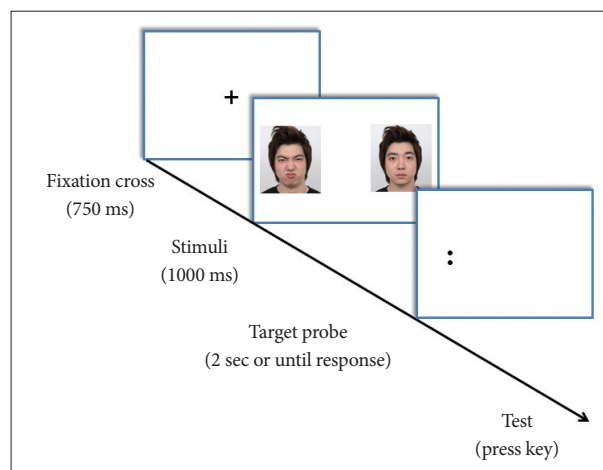 +
Fixation cross
(750 ms)
Stimuli
(1000 ms)
:
Target probe
(2 sec or until response)
Test
(press key)